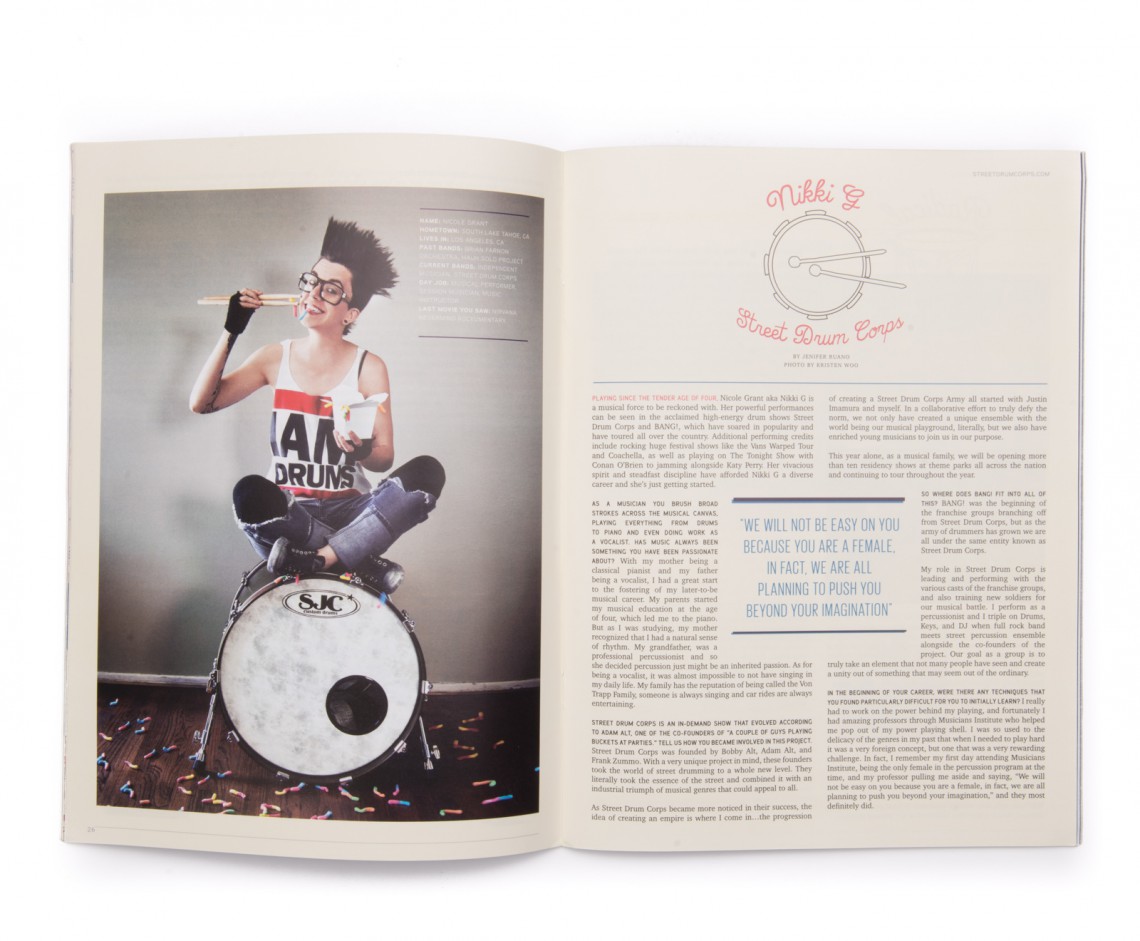 NAME: NICOLE GRANT
HOMETOWN: SOUTH LAKE TAHOE, CA
LIVES IN: LOS ANGELES, CA
PAST BANDS:
CURRENT BANDS: INDEPENDENT
STREET DRUM CORPS
DAY JOB: MUSICAL PERFORMER
LAST MOVIE YOU SAW: NIRVANA
I AM
DRUMS
SJC
Custom Drums
STREETDRUMCORPS.COM
Nikki G
Street Drum Corps
BY JENIFER RUANO
PHOTO BY KRISTEN WOO
PLAYING SINCE THE TENDER AGE OF FOUR, Nicole Grant aka Nikki G is
a musical force to be reckoned with. Her powerful performances
can be seen in the acclaimed high-energy drum shows Street
Drum Corps and BANG!, which have soared in popularity and
have toured all over the country. Additional performing credits
include rocking huge festival shows like the Vans Warped Tour
and Coachella, as well as playing on The Tonight Show with
Conan O'Brien to jamming alongside Katy Perry. Her vivacious
spirit and steadfast discipline have afforded Nikki G a diverse
career and she's just getting started.
AS A MUSICIAN YOU BRUSH BROAD
STROKES ACROSS THE MUSICAL CANVAS,
PLAYING EVERYTHING FROM DRUMS
TO PIANO AND EVEN DOING WORK AS
A VOCALIST. HAS MUSIC ALWAYS BEEN
SOMETHING YOU HAVE BEEN PASSIONATE
ABOUT? With my mother being a
classical pianist and my father
being a vocalist, I had a great start
to the fostering of my later-to-be
musical career. My parents started
my musical education at the age
of four, which led me to the piano.
But as I was studying, my mother
recognized that I had a natural sense
of rhythm. My grandfather, was a
professional percussionist and so
she decided percussion just might be an inherited passion. As for
being a vocalist, it was almost impossible to not have singing in
my daily life. My family has the reputation of being called the Von
Trapp Family, someone is always singing and car rides are always
entertaining.
STREET DRUM CORPS IS AN IN-DEMAND SHOW THAT EVOLVED ACCORDING
TO ADAM ALT, ONE OF THE CO-FOUNDERS OF "A COUPLE OF GUYS PLAYING
BUCKETS AT PARTIES." TELL US HOW YOU BECAME INVOLVED IN THIS PROJECT.
Street Drum Corps was founded by Bobby Alt, Adam Alt, and
Frank Zummo. With a very unique project in mind, these founders
took the world of street drumming to a whole new level. They
literally took the essence of the street and combined it with an
industrial triumph of musical genres that could appeal to all.
As Street Drum Corps became more noticed in their success, the
idea of creating an empire is where I come in...the progression
"WE WILL NOT BE EASY ON YOU
BECAUSE YOU ARE A FEMALE,
IN FACT, WE ARE ALL
PLANNING TO PUSH YOU
BEYOND YOUR IMAGINATION"
of creating a Street Drum Corps Army all started with Justin
Imamura and myself. In a collaborative effort to truly defy the
norm, we not only have created a unique ensemble with the
world being our musical playground, literally, but we also have
enriched young musicians to join us in our purpose.
This year alone, as a musical family, we will be opening more
than ten residency shows at theme parks all across the nation
and continuing to tour throughout the year.
SO WHERE DOES BANG! FIT INTO ALL OF
THIS? BANG! was the beginning of
the franchise groups branching off
from Street Drum Corps, but as the
army of drummers has grown we are
all under the same entity known as
Street Drum Corps.
My role in Street Drum Corps is
leading and performing with the
various casts of the franchise groups,
and also training new soldiers for
our musical battle. I perform as a
percussionist and I triple on Drums,
Keys, and DJ when full rock band
meets street percussion ensemble
alongside the co-founders of the
project. Our goal as a group is to
truly take an element that not many people have seen and create
a unity out of something that may seem out of the ordinary.
IN THE BEGINNING OF YOUR CAREER, WERE THERE ANY TECHNIQUES THAT
YOU FOUND PARTICULARLY DIFFICULT FOR YOU TO INITIALLY LEARN? I really
had to work on the power behind my playing, and fortunately I
had amazing professors through Musicians Institute who helped
me pop out of my power playing shell. I was so used to the
delicacy of the genres in my past that when I needed to play hard
it was a very foreign concept, but one that was a very rewarding
challenge. In fact, I remember my first day attending Musicians
Institute, being the only female in the percussion program at the
time, and my professor pulling me aside and saying, "We will
not be easy on you because you are a female, in fact, we are all
planning to push you beyond your imagination," and they most
definitely did.